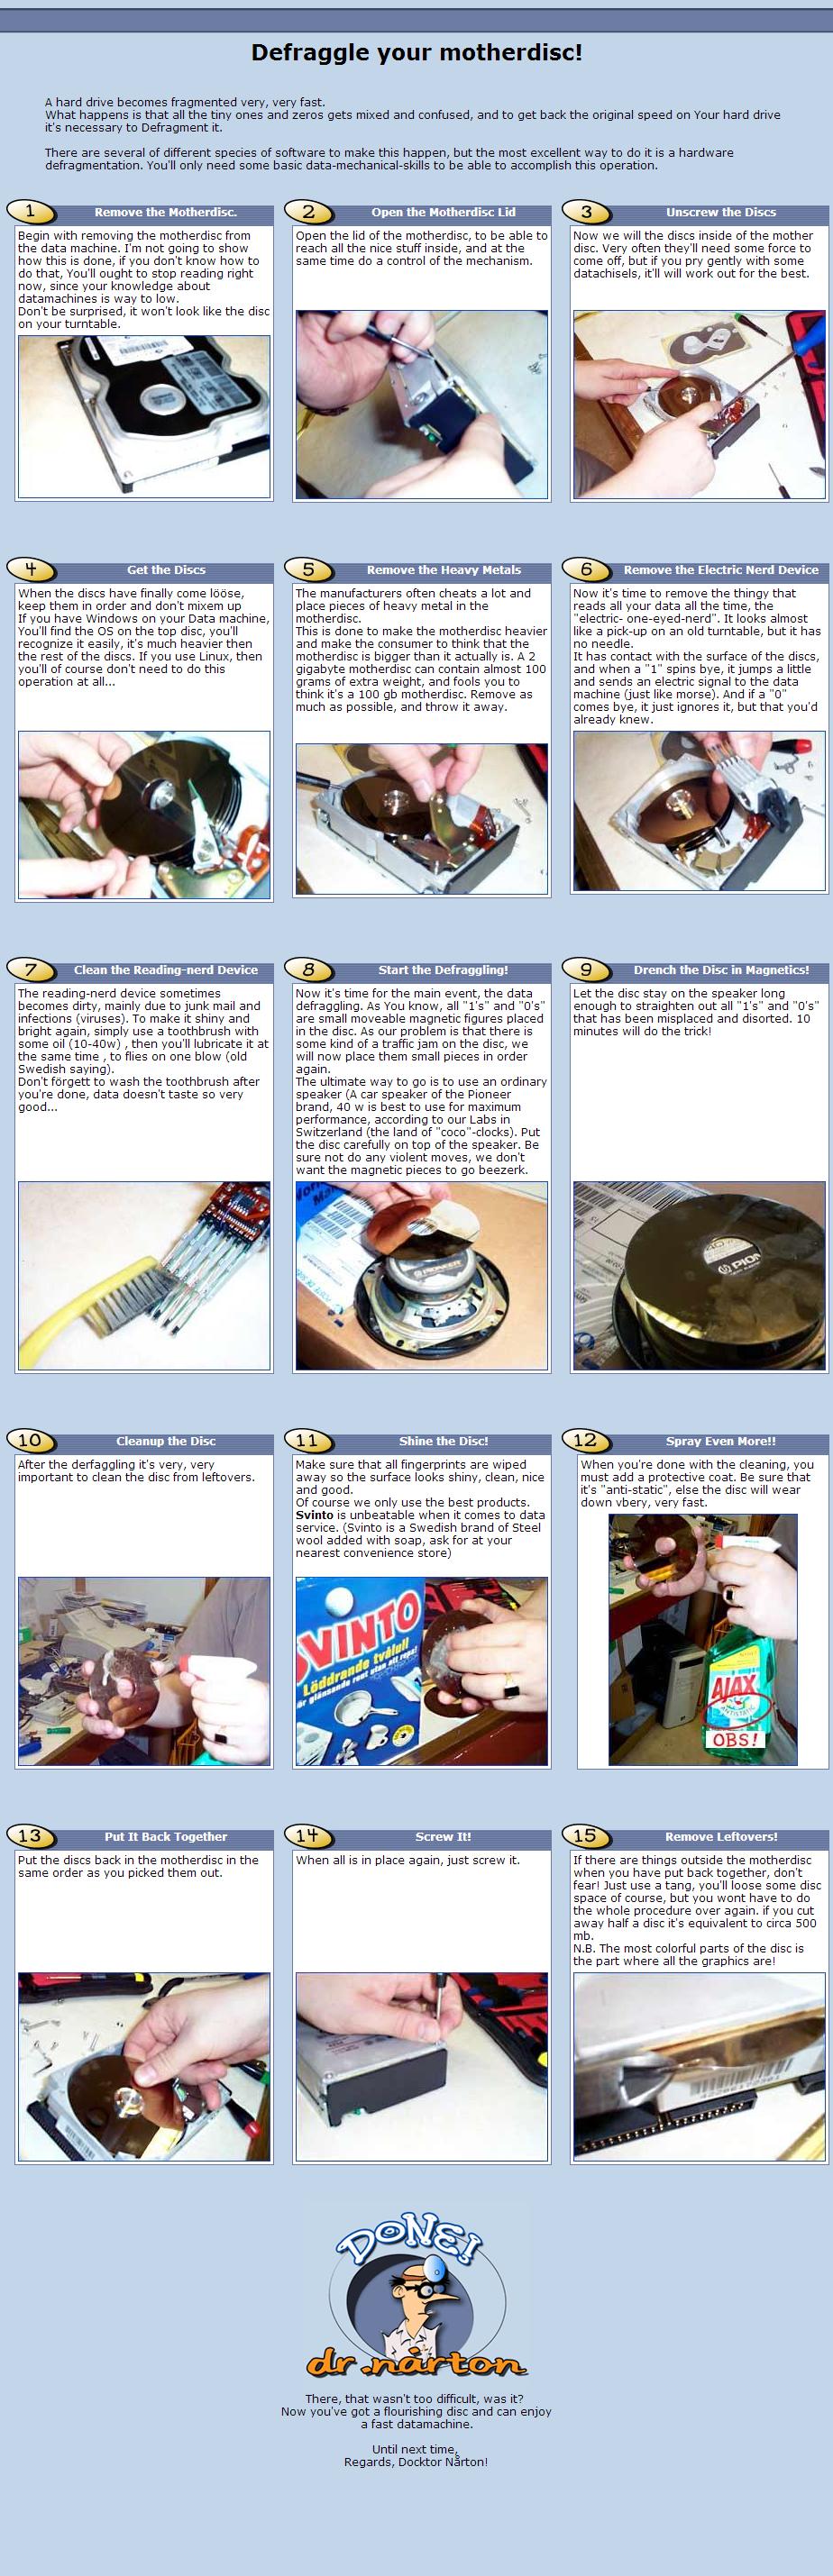 Defraggle your motherdisc!
A hard drive becomes fragmented very, very fast.
What happens is that all the tiny ones and zeros gets mixed and confused, and to get back the original speed on Your hard drive
it's necessary to Defragment it.
There are several of different species of software to make this happen, but the most excellent way to do it is a hardware
defragmentation. You'll only need some basic data-mechanical-skills to be able to accomplish this operation.
1 Remove the Motherdisc.
Begin with removing the motherdisc from
the data machine. I'm not going to show
how this is done, if you don't know how to
do that, You'll ought to stop reading right
now, since your knowledge about
datamachines is way to low.
Don't be surprised, it won't look like the disc
on your turntable.
2 Open the Motherdisc Lid
Open the lid of the motherdisc, to be able to
reach all the nice stuff inside, and at the
same time do a control of the mechanism.
3 Unscrew the Discs
Now we will the discs inside of the mother
disc. Very often they'll need some force to
come off, but if you pry gently with some
datachisels, it'll will work out for the best.
4 Get the Discs
When the discs have finally come lööse,
keep them in order and don't mixem up
If you have Windows on your Data machine,
You'll find the OS on the top disc, you'll
recognize it easily, it's much heavier then
the rest of the discs. If you use Linux, then
you'll of course don't need to do this
operation at all...
5 Remove the Heavy Metals
The manufacturers often cheats a lot and
place pieces of heavy metal in the
motherdisc.
This is done to make the motherdisc heavier
and make the consumer to think that the
motherdisc is bigger than it actually is. A 2
gigabyte motherdisc can contain almost 100
grams of extra weight, and fools you to
think it's a 100 gb motherdisc. Remove as
much as possible, and throw it away.
6 Remove the Electric Nerd Device
Now it's time to remove the thingy that
reads all your data all the time, the
"electric- one-eyed-nerd". It looks almost
like a pick-up on an old turntable, but it has
no needle.
It has contact with the surface of the discs,
and when a "1" spins bye, it jumps a little
and sends an electric signal to the data
machine (just like morse). And if a "0"
comes bye, it just ignores it, but that you'd
already knew.
7 Clean the Reading-nerd Device
The reading-nerd device sometimes
becomes dirty, mainly due to junk mail and
infections (viruses). To make it shiny and
bright again, simply use a toothbrush with
some oil (10-40w) , then you'll lubricate it at
the same time , to flies on one blow (old
Swedish saying).
Don't förgett to wash the toothbrush after
you're done, data doesn't taste so very
good...
8 Start the Defraggling!
Now it's time for the main event, the data
defraggling. As You know, all "1's" and "0's"
are small moveable magnetic figures placed
in the disc. As our problem is that there is
some kind of a traffic jam on the disc, we
will now place them small pieces in order
again.
The ultimate way to go is to use an ordinary
speaker (A car speaker of the Pioneer
brand, 40 w is best to use for maximum
performance, according to our Labs in
Switzerland (the land of "coco"-clocks). Put
the disc carefully on top of the speaker. Be
sure not do any violent moves, we don't
want the magnetic pieces to go beezerk.
PIONEER
9 Drench the Disc in Magnetics!
Let the disc stay on the speaker long
enough to straighten out all "1's" and "0's"
that has been misplaced and disorted. 10
minutes will do the trick!
PION
10 Cleanup the Disc
After the derfaggling it's very, very
important to clean the disc from leftovers.
11 Shine the Disc!
Make sure that all fingerprints are wiped
away so the surface looks shiny, clean, nice
and good.
Of course we only use the best products.
Svinto is unbeatable when it comes to data
service. (Svinto is a Swedish brand of Steel
wool added with soap, ask for at your
nearest convenience store)
SVINTO
Löddrande tvålull
12 Spray Even More!!
When you're done with the cleaning, you
must add a protective coat. Be sure that
it's "anti-static", else the disc will wear
down vbery, very fast.
AJAX
ANTISTATIC
OBS!
13 Put It Back Together
Put the discs back in the motherdisc in the
same order as you picked them out.
14 Screw It!
When all is in place again, just screw it.
15 Remove Leftovers!
If there are things outside the motherdisc
when you have put back together, don't
fear! Just use a tang, you'll loose some disc
space of course, but you wont have to do
the whole procedure over again. if you cut
away half a disc it's equivalent to circa 500
mb.
N.B. The most colorful parts of the disc is
the part where all the graphics are!
DONE!
dr.nårton
There, that wasn't too difficult, was it?
Now you've got a flourishing disc and can enjoy
a fast datamachine.
Until next time,
Regards, Docktor Nårton!